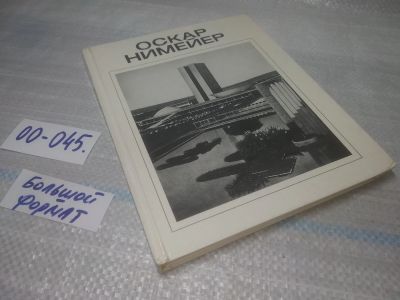 ОСКАР
НИМЕЙЕР
00-045.
БОЛЬШОЙ
ФОРМАТ